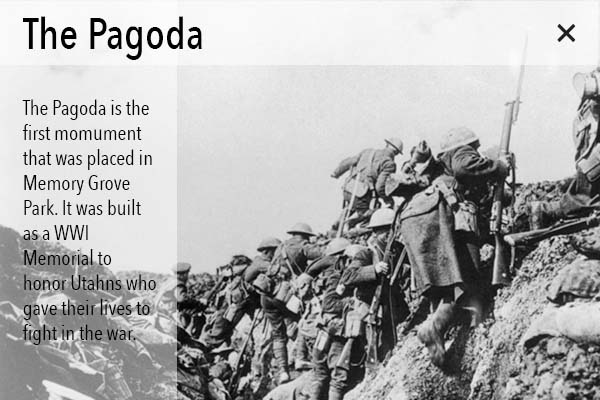 The Pagoda
×
The Pagoda is the
first momument
that was placed in
Memory Grove
Park. It was built
as a WWI
Memorial to
honor Utahns who
gave their lives to
fight in the war.